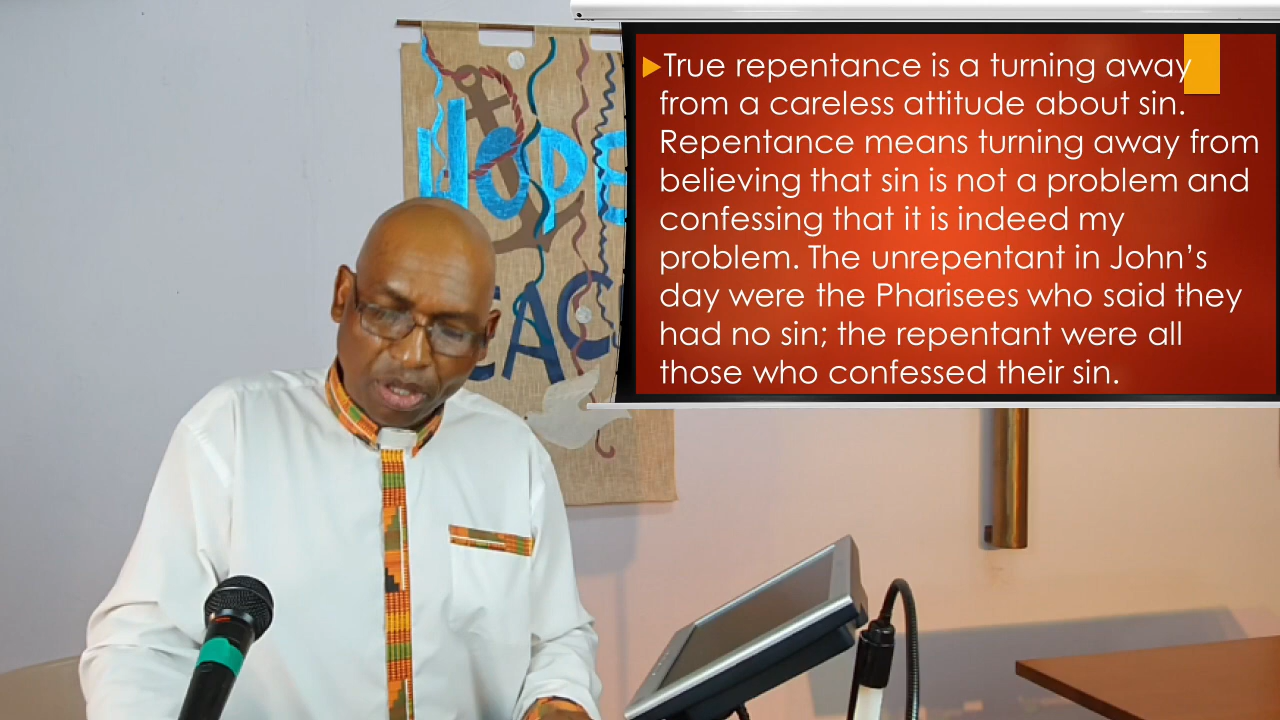 HOPE
PEACE
True repentance is a turning away
from a careless attitude about sin.
Repentance means turning away from
believing that sin is not a problem and
confessing that it is indeed my
problem. The unrepentant in John’s
day were the Pharisees who said they
had no sin; the repentant were all
those who confessed their sin.